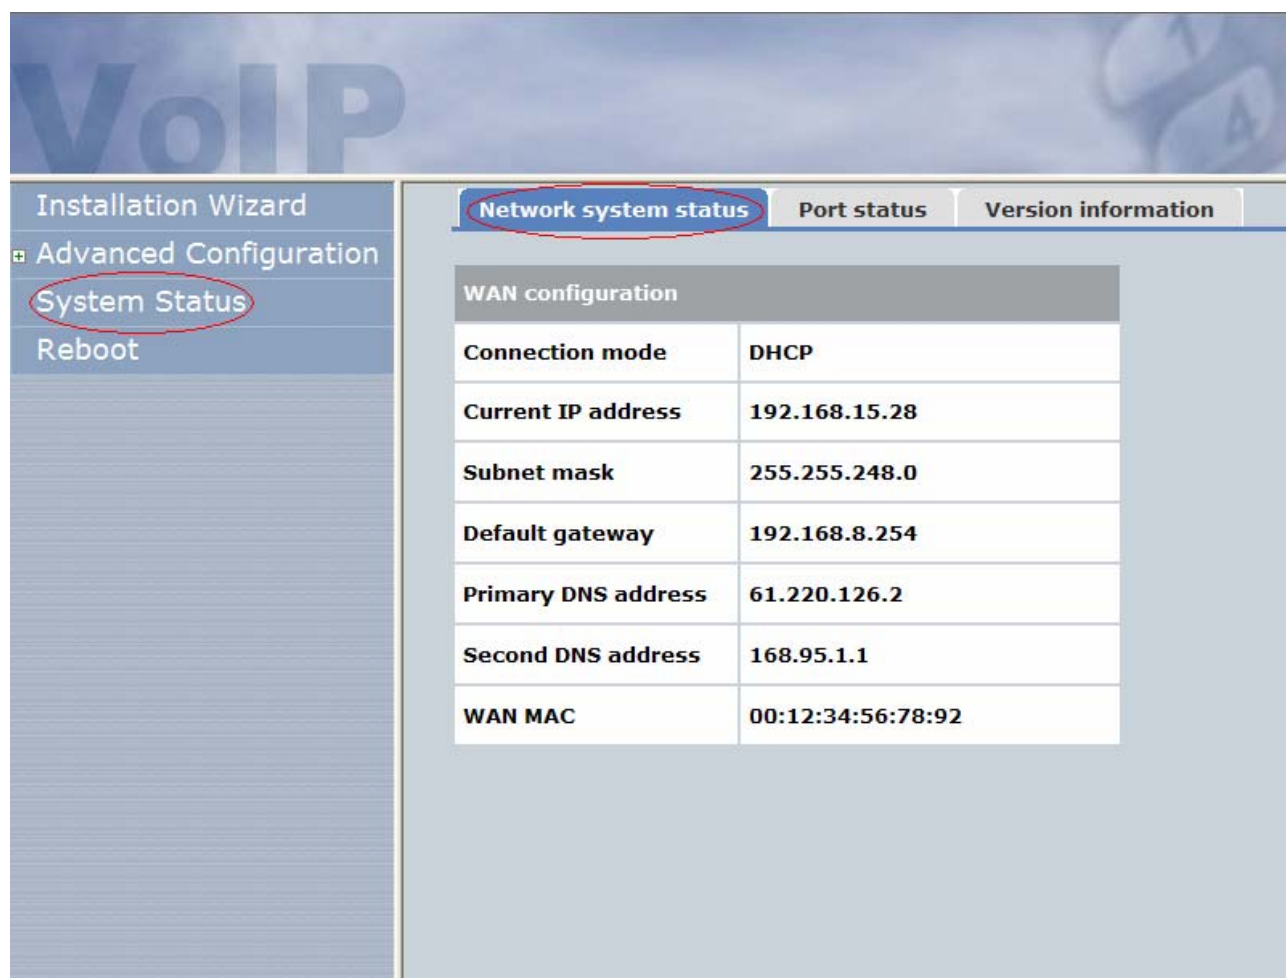 VoIP
1
4
Installation Wizard
Advanced Configuration
System Status
Reboot
Network system status Port status Version information
WAN configuration
Connection mode DHCP
Current IP address 192.168.15.28
Subnet mask 255.255.248.0
Default gateway 192.168.8.254
Primary DNS address 61.220.126.2
Second DNS address 168.95.1.1
WAN MAC 00:12:34:56:78:92